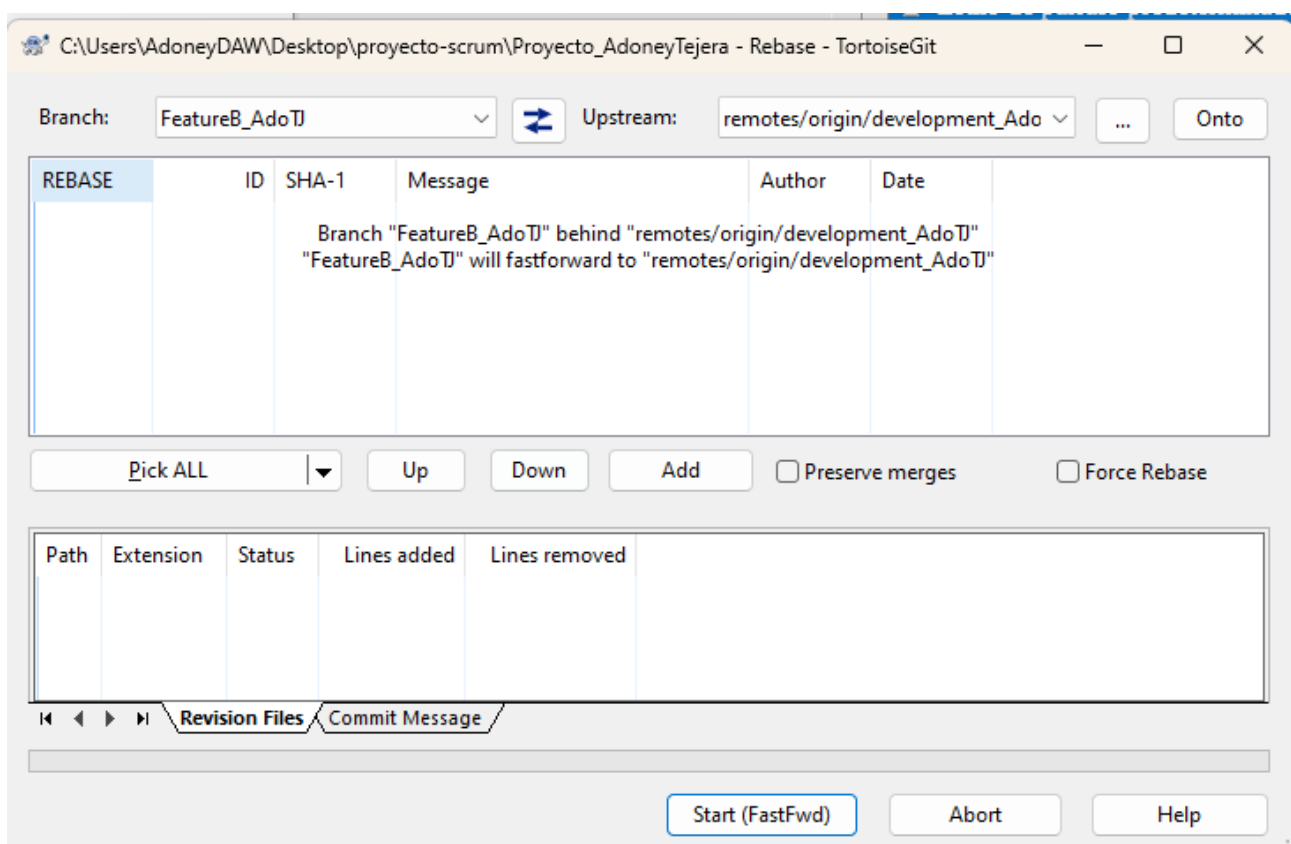 C:\Users\AdoneyDAW\Desktop\proyecto-scrum\Proyecto_AdoneyTejera - Rebase - TortoiseGit
Branch: FeatureB_AdoTJ Upstream: remotes/origin/development_Ado ... Onto
REBASE ID SHA-1 Message Author Date
Branch "FeatureB_AdoTJ" behind "remotes/origin/development_AdoTJ"
"FeatureB_AdoTJ" will fastforward to "remotes/origin/development_AdoTJ"
Pick ALL Up Down Add Preserve merges Force Rebase
Path Extension Status Lines added Lines removed
Revision Files Commit Message
Start (FastFwd) Abort Help